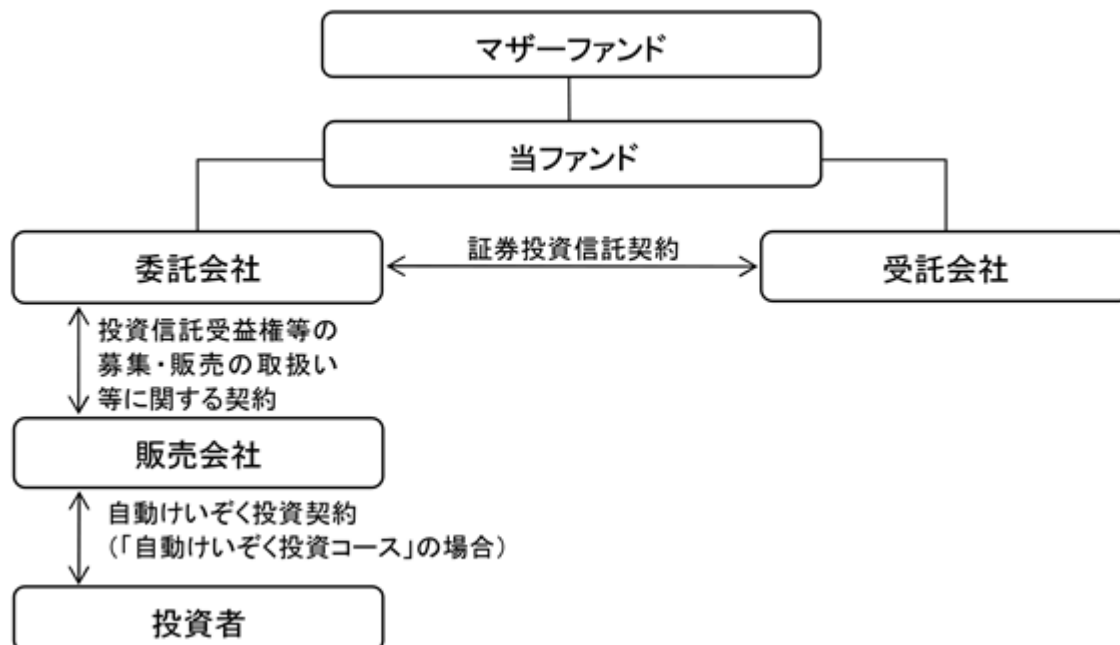 マザーファンド
当ファンド
委託会社
証券投資信託契約
受託会社
投資信託受益権等の
募集・販売の取扱い
等に関する契約
販売会社
自動けいぞく投資契約
(「自動けいぞく投資コース」の場合)
投資者